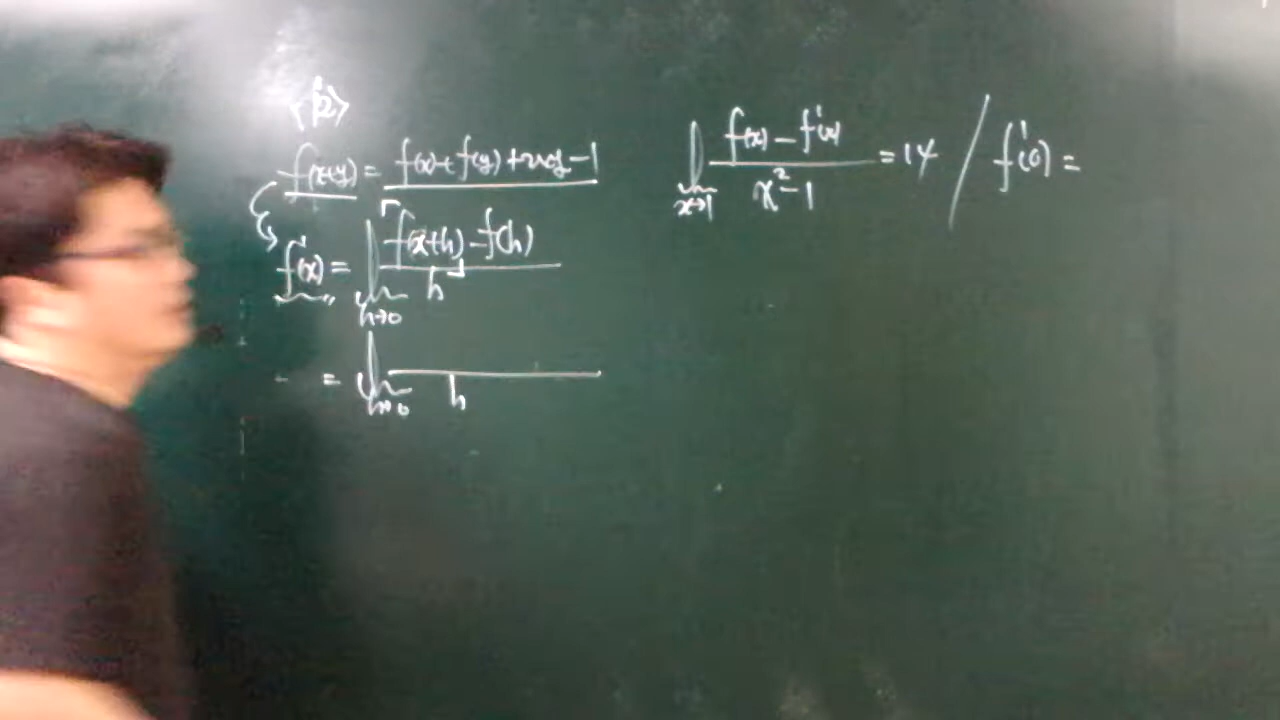 <12>
f(x+y) = f(x) + f(y) + 2xy - 1
f'(x) = lim h→0 f(x+h) - f(h) / h
= lim h→0 / h
lim x→1 f(x) - f'(x) / x² - 1 = 14 / f'(0) =